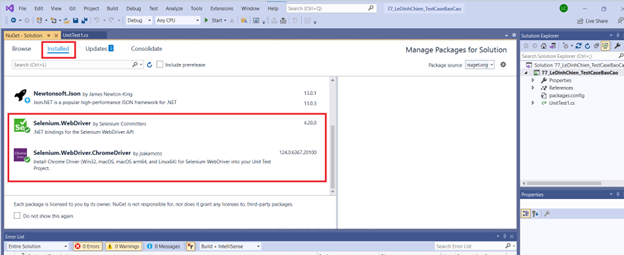 File Edit View Git Project Build Debug Test Analyze Tools Extensions Window Help Search 77_LeDinhChien_TestCaseBaoCao
Debug Any CPU Start Live Share
NuGet - Solution UnitTest1.cs
Browse Installed Updates Consolidate Manage Packages for Solution
Search (Ctrl+L) Include prerelease Package source: nuget.org
Newtonsoft.Json by James Newton-King 13.0.1
Json.NET is a popular high-performance JSON framework for .NET 13.0.3
Selenium.WebDriver by Selenium Committers 4.20.0
.NET bindings for the Selenium WebDriver API
Selenium.WebDriver.ChromeDriver by jsakamoto 124.0.6367.20100
Install Chrome Driver (Win32, macOS, macOS arm64, and Linux64) for Selenium WebDriver into your Unit Test
Project.
Each package is licensed to you by its owner. NuGet is not responsible for, nor does it grant any licenses to, third-party packages.
Do not show this again
Error List
Entire Solution 0 Errors 0 Warnings 0 Messages Build + IntelliSense Search Error List
Solution Explorer
Search Solution Explorer (Ctrl+;)
Solution '77_LeDinhChien_TestCaseBaoCao'
77_LeDinhChien_TestCaseBaoCao
Properties
References
packages.config
UnitTest1.cs
Properties